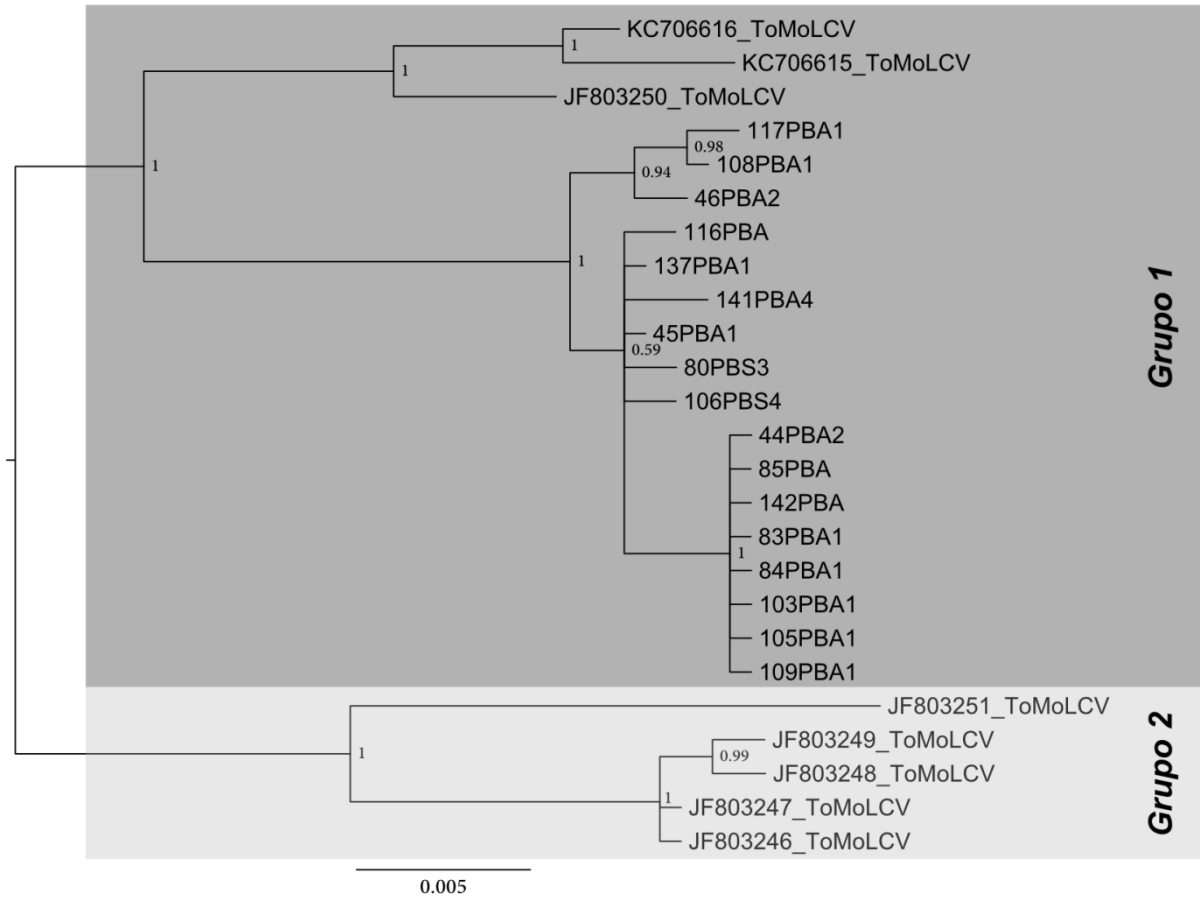 KC706616_ToMoLCV
1
KC706615_ToMoLCV
1
JF803250_ToMoLCV
117PBA1
0.98
108PBA1
1
0.94
46PBA2
116PBA
1
137PBA1
141PBA4
45PBA1
0.59
80PBS3
106PBS4
Grupo 1
44PBA2
85PBA
142PBA
83PBA1
1
84PBA1
103PBA1
105PBA1
109PBA1
JF803251_ToMoLCV
JF803249_ToMoLCV
1
0.99
JF803248_ToMoLCV
1
JF803247_ToMoLCV
JF803246_ToMoLCV
Grupo 2
0.005